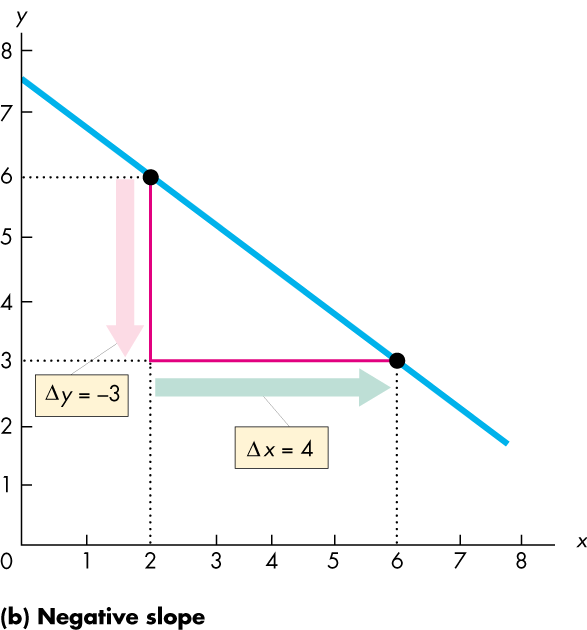 y
8
7
6
5
4
3
Δy = –3
2
Δx = 4
1
x
0 1 2 3 4 5 6 7 8
(b) Negative slope